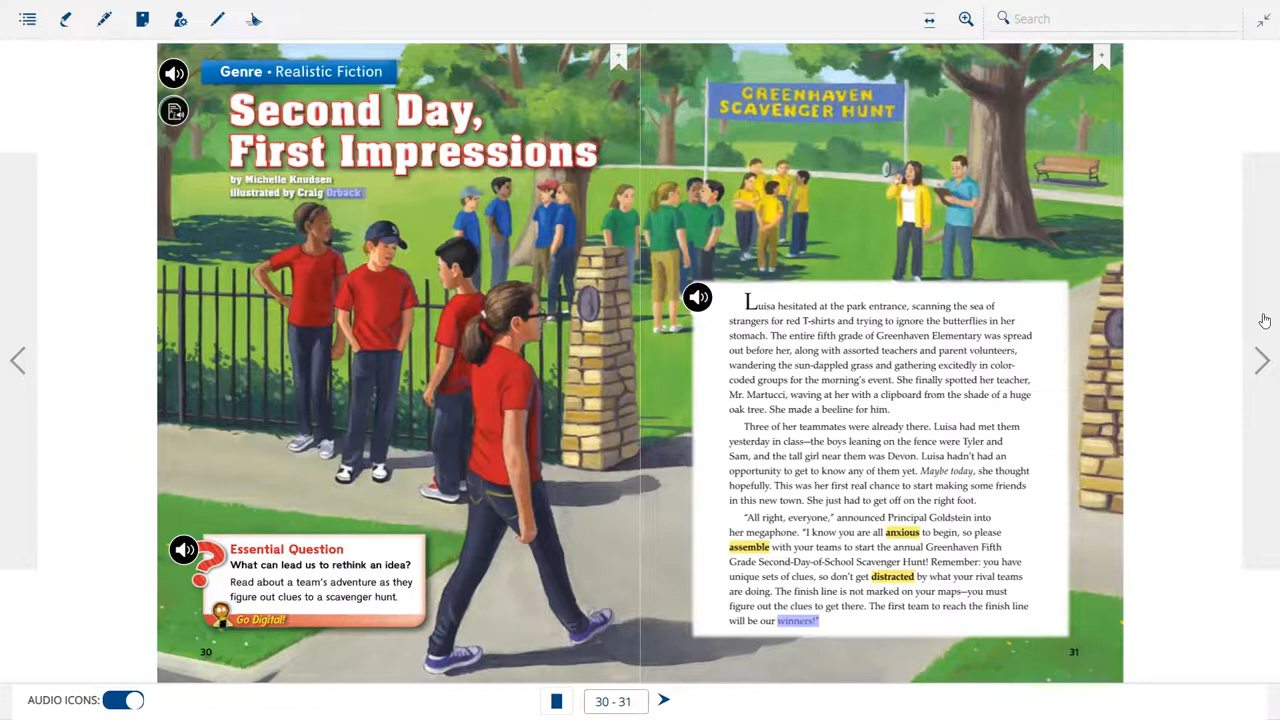 Search
Genre • Realistic Fiction
Second Day,
First Impressions
by Michelle Knudsen
illustrated by Craig Orback
GREENHAVEN
SCAVENGER HUNT
Luisa hesitated at the park entrance, scanning the sea of
strangers for red T-shirts and trying to ignore the butterflies in her
stomach. The entire fifth grade of Greenhaven Elementary was spread
out before her, along with assorted teachers and parent volunteers,
wandering the sun-dappled grass and gathering excitedly in color-
coded groups for the morning's event. She finally spotted her teacher,
Mr. Martucci, waving at her with a clipboard from the shade of a huge
oak tree. She made a beeline for him.
Three of her teammates were already there. Luisa had met them
yesterday in class—the boys leaning on the fence were Tyler and
Sam, and the tall girl near them was Devon. Luisa hadn't had an
opportunity to get to know any of them yet. Maybe today, she thought
hopefully. This was her first real chance to start making some friends
in this new town. She just had to get off on the right foot.
"All right, everyone," announced Principal Goldstein into
her megaphone. "I know you are all anxious to begin, so please
assemble with your teams to start the annual Greenhaven Fifth
Grade Second-Day-of-School Scavenger Hunt! Remember: you have
unique sets of clues, so don't get distracted by what your rival teams
are doing. The finish line is not marked on your maps—you must
figure out the clues to get there. The first team to reach the finish line
will be our winners!"
Essential Question
What can lead us to rethink an idea?
Read about a team's adventure as they
figure out clues to a scavenger hunt.
Go Digital!
30
31
AUDIO ICONS:
30 - 31